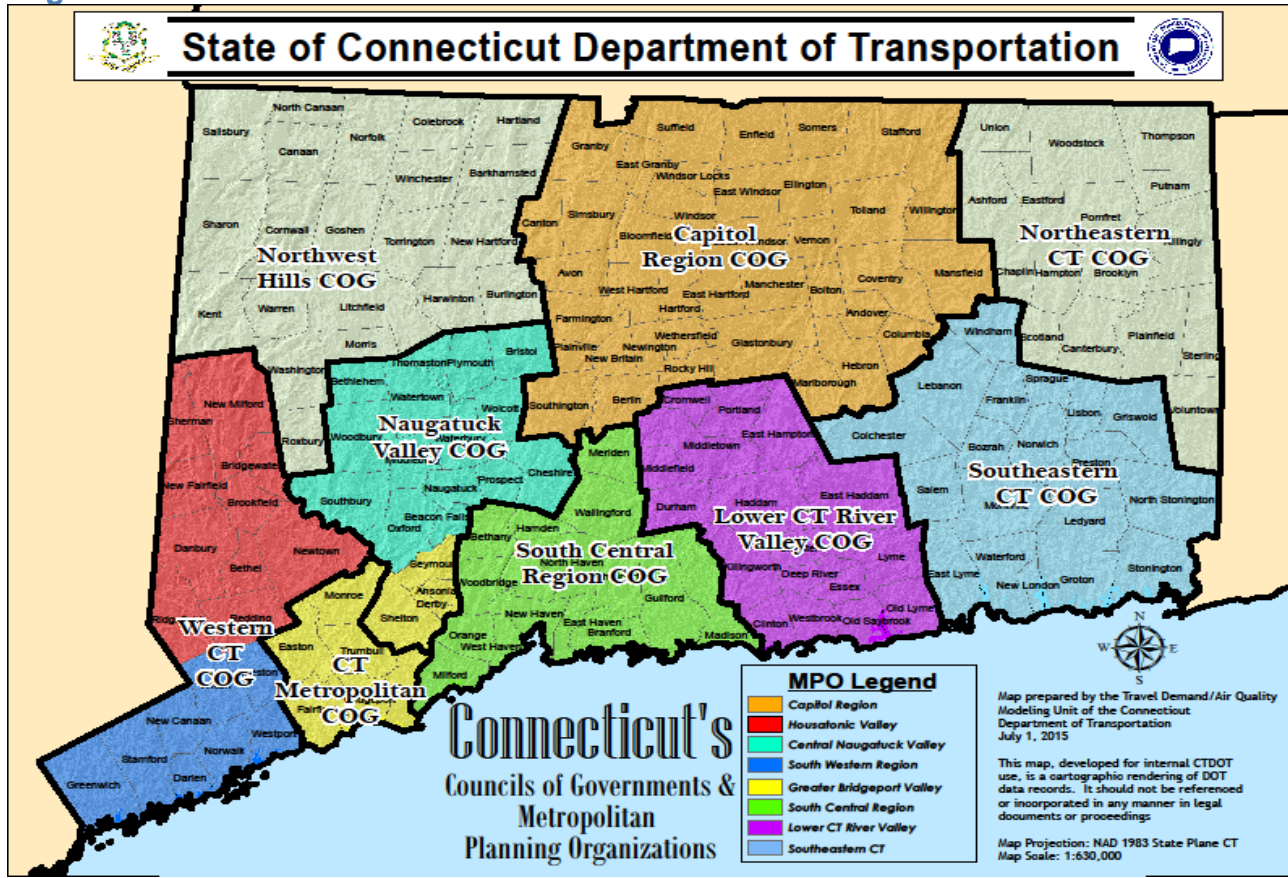 State of Connecticut Department of Transportation
North Canaan
Colebrook
Hartland
Salisbury
Norfolk
Canaan
Winchester
Barkhamsted
Sharon
Cornwall
Goshen
Torrington
New Hartford
Northwest
Hills COG
Kent
Warren
Litchfield
Harwinton
Burlington
Morris
Washington
Roxbury
Suffield
Enfield
Somers
Stafford
Granby
East Granby
Windsor Locks
East Windsor
Ellington
Canton
Simsbury
Windsor
Tolland
Willington
Bloomfield
Capitol
Region COG
Windsor
Vernon
Avon
West Hartford
East Hartford
Manchester
Bolton
Coventry
Mansfield
Hartford
Andover
Farmington
Wethersfield
Columbia
Plainville
Newington
Glastonbury
New Britain
Rocky Hill
Hebron
Marlborough
Southington
Berlin
Union
Woodstock
Thompson
Putnam
Ashford
Eastford
Pomfret
Killingly
Northeastern
CT COG
Chaplin
Hampton
Brooklyn
Scotland
Canterbury
Plainfield
Sterling
Voluntown
Sherman
New Milford
Bridgewater
New Fairfield
Brookfield
Danbury
Newtown
Bethel
Redding
Western
CT
COG
New Canaan
Westport
Stamford
Norwalk
Greenwich
Darien
Thomaston
Plymouth
Bristol
Bethlehem
Watertown
Wolcott
Woodbury
Naugatuck
Valley COG
Waterbury
Cheshire
Southbury
Naugatuck
Prospect
Beacon Falls
Oxford
Seymour
Ansonia
Derby
Shelton
Monroe
Easton
Trumbull
CT
Metropolitan
COG
Meriden
Wallingford
Hamden
Bethany
North Haven
South Central
Region COG
Woodbridge
Guilford
New Haven
East Haven
Branford
Madison
Orange
West Haven
Milford
Cromwell
Portland
Middletown
East Hampton
Middlefield
Durham
Haddam
East Haddam
Lower CT River
Valley COG
Killingworth
Lyme
Deep River
Essex
Clinton
Westbrook
Old Saybrook
Old Lyme
Windham
Lebanon
Sprague
Franklin
Lisbon
Griswold
Colchester
Bozrah
Norwich
Preston
Southeastern
CT COG
Salem
North Stonington
Ledyard
Waterford
East Lyme
New London
Groton
Stonington
N
W
E
S
Connecticut's
Councils of Governments &
Metropolitan
Planning Organizations
MPO Legend
Capitol Region
Housatonic Valley
Central Naugatuck Valley
South Western Region
Greater Bridgeport Valley
South Central Region
Lower CT River Valley
Southeastern CT
Map prepared by the Travel Demand/Air Quality
Modeling Unit of the Connecticut
Department of Transportation
July 1, 2015
This map, developed for internal CTDOT
use, is a cartographic rendering of DOT
data records. It should not be referenced
or incorporated in any manner in legal
documents or proceedings
Map Projection: NAD 1983 State Plane CT
Map Scale: 1:630,000